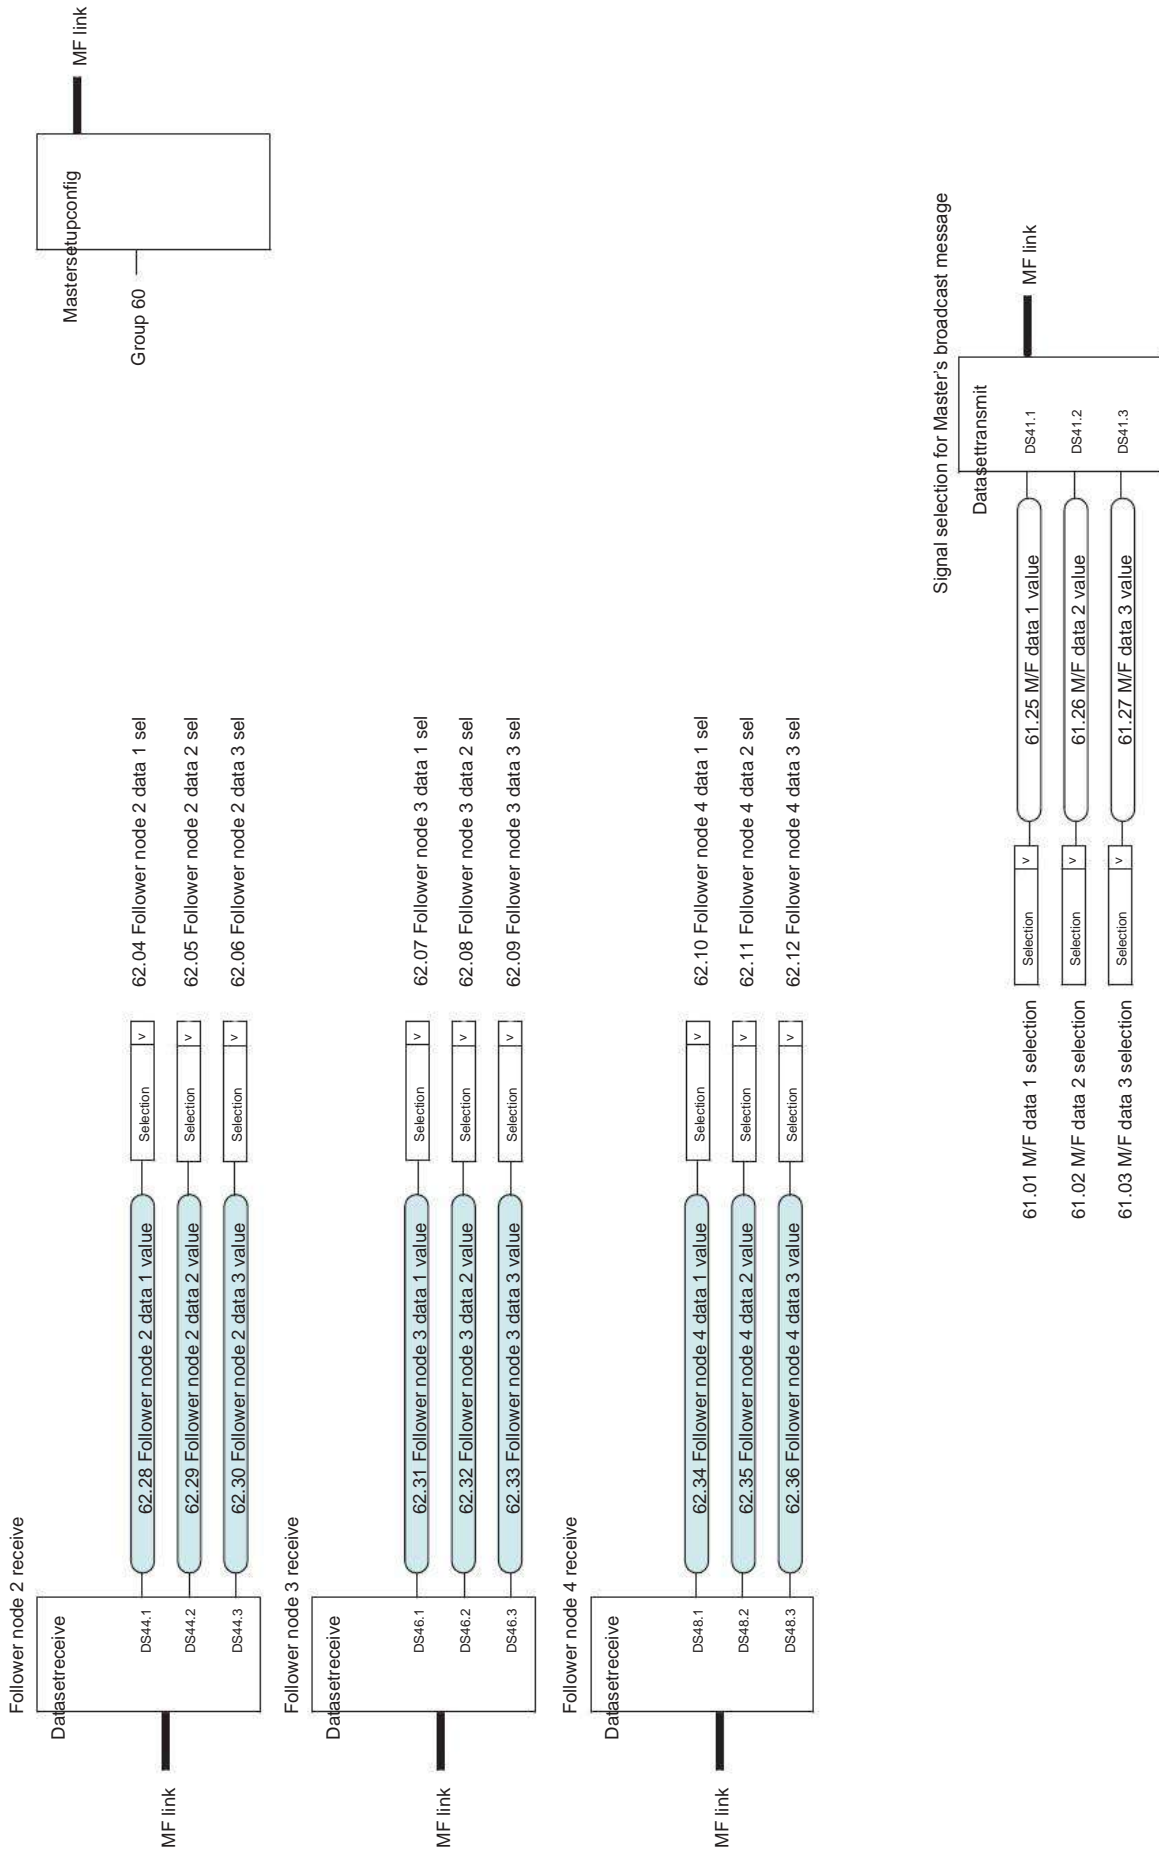 Follower node 2 receive
Datasetreceive
MF link
DS44.1
62.28 Follower node 2 data 1 value
Selection
v
62.04 Follower node 2 data 1 sel
DS44.2
62.29 Follower node 2 data 2 value
Selection
v
62.05 Follower node 2 data 2 sel
DS44.3
62.30 Follower node 2 data 3 value
Selection
v
62.06 Follower node 2 data 3 sel
Mastersetupconfig
MF link
Group 60
Follower node 3 receive
Datasetreceive
MF link
DS46.1
62.31 Follower node 3 data 1 value
Selection
v
62.07 Follower node 3 data 1 sel
DS46.2
62.32 Follower node 3 data 2 value
Selection
v
62.08 Follower node 3 data 2 sel
DS46.3
62.33 Follower node 3 data 3 value
Selection
v
62.09 Follower node 3 data 3 sel
Follower node 4 receive
Datasetreceive
MF link
DS48.1
62.34 Follower node 4 data 1 value
Selection
v
62.10 Follower node 4 data 1 sel
DS48.2
62.35 Follower node 4 data 2 value
Selection
v
62.11 Follower node 4 data 2 sel
DS48.3
62.36 Follower node 4 data 3 value
Selection
v
62.12 Follower node 4 data 3 sel
Signal selection for Master's broadcast message
Datasettransmit
61.01 M/F data 1 selection
Selection
v
61.25 M/F data 1 value
DS41.1
MF link
61.02 M/F data 2 selection
Selection
v
61.26 M/F data 2 value
DS41.2
61.03 M/F data 3 selection
Selection
v
61.27 M/F data 3 value
DS41.3